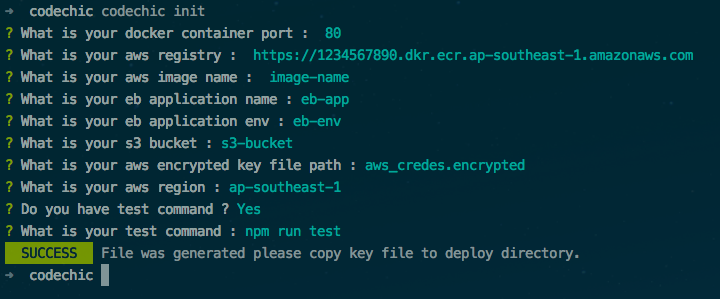 → codechic codechic init
? What is your docker container port : 80
? What is your aws registry : https://1234567890.dkr.ecr.ap-southeast-1.amazonaws.com
? What is your aws image name : image-name
? What is your eb application name : eb-app
? What is your eb application env : eb-env
? What is your s3 bucket : s3-bucket
? What is your aws encrypted key file path : aws_credes.encrypted
? What is your aws region : ap-southeast-1
? Do you have test command ? Yes
? What is your test command : npm run test
SUCCESS File was generated please copy key file to deploy directory.
→ codechic